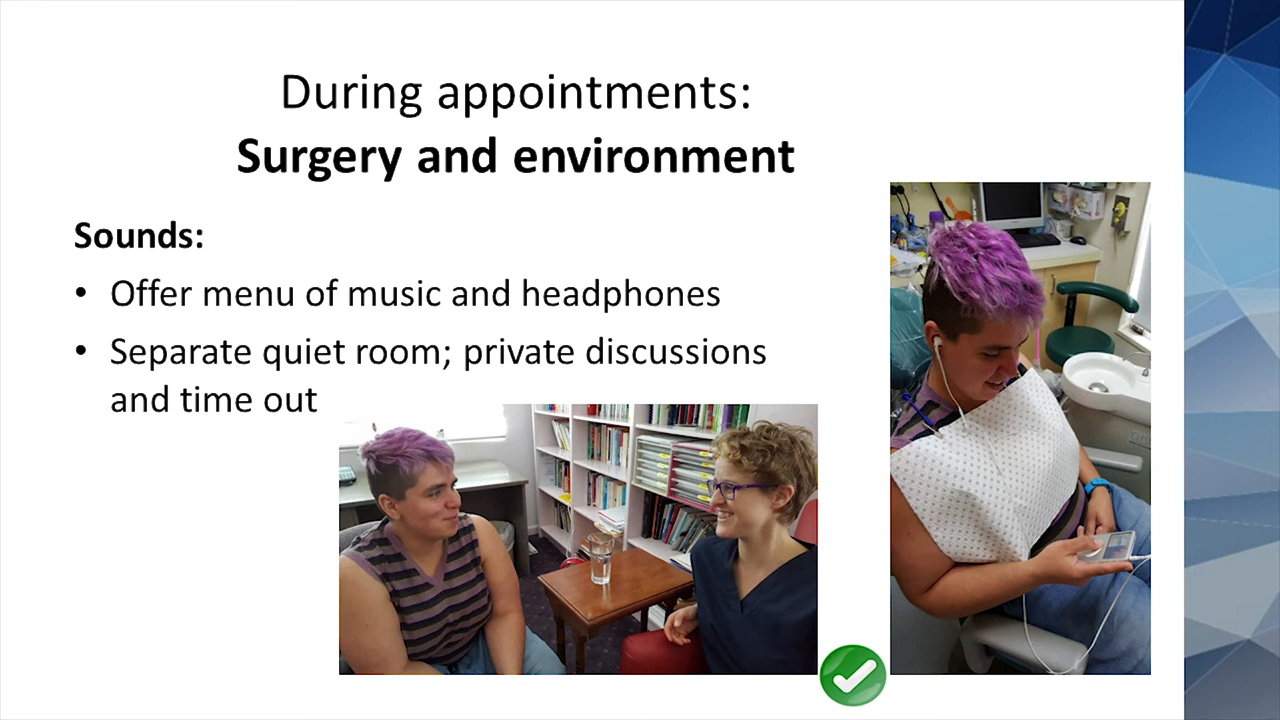 During appointments:
Surgery and environment
Sounds:
• Offer menu of music and headphones
• Separate quiet room; private discussions
and time out